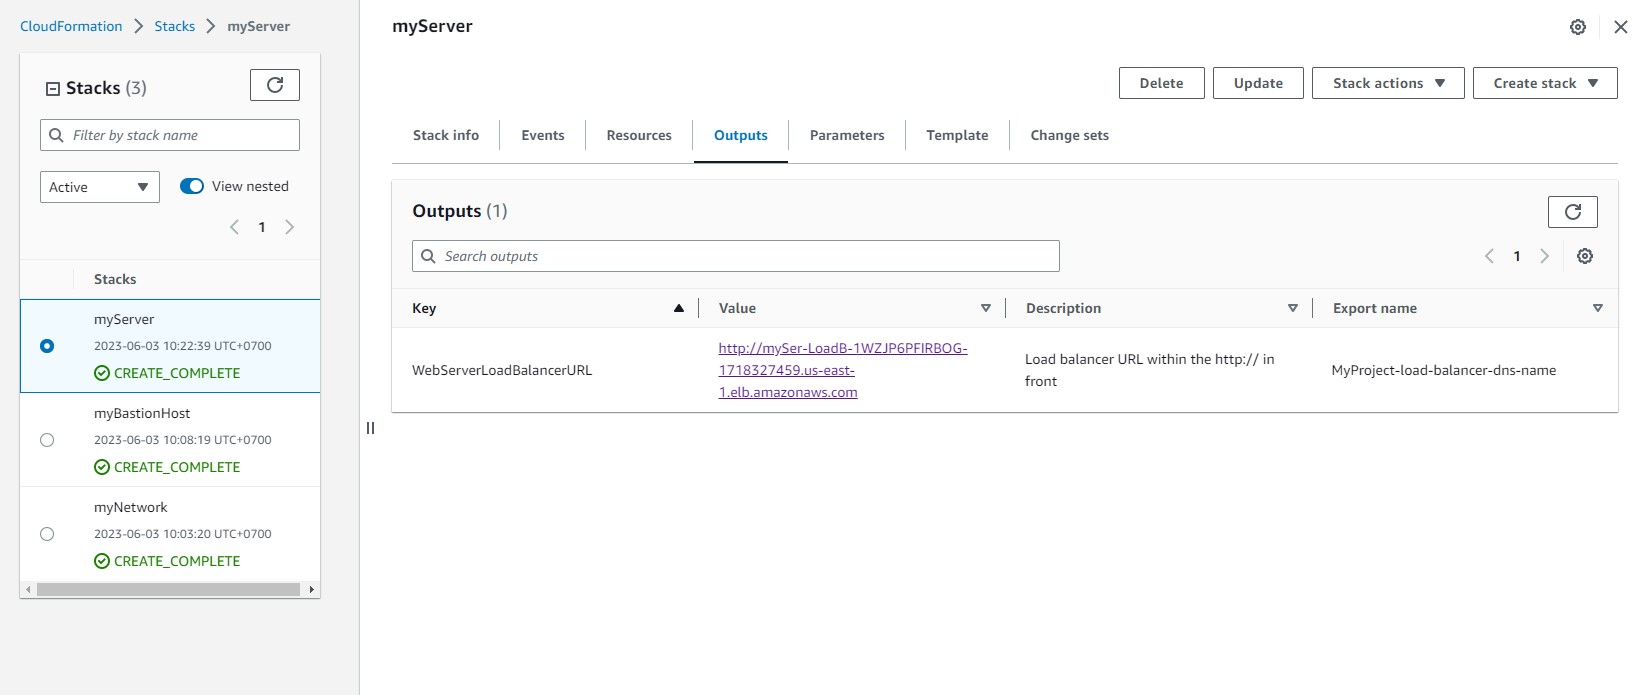 CloudFormation
Stacks
myServer
Stacks (3)
Filter by stack name
Active
View nested
1
Stacks
myServer
2023-06-03 10:22:39 UTC+0700
CREATE_COMPLETE
myBastionHost
2023-06-03 10:08:19 UTC+0700
CREATE_COMPLETE
myNetwork
2023-06-03 10:03:20 UTC+0700
CREATE_COMPLETE
myServer
Delete
Update
Stack actions
Create stack
Stack info
Events
Resources
Outputs
Parameters
Template
Change sets
Outputs (1)
Search outputs
1
Key
Value
Description
Export name
WebServerLoadBalancerURL
http://mySer-LoadB-1WZJP6PFIRBOG-
1718327459.us-east-
1.elb.amazonaws.com
Load balancer URL within the http:// in
front
MyProject-load-balancer-dns-name